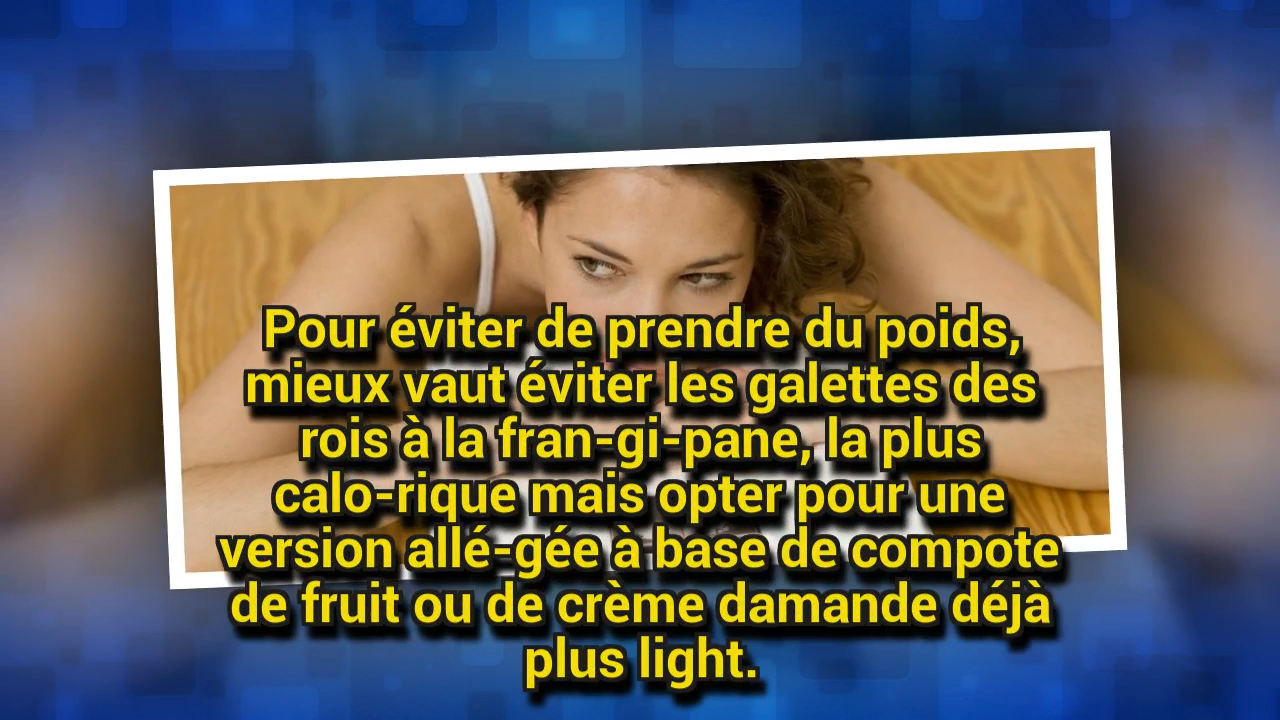 Pour éviter de prendre du poids,
mieux vaut éviter les galettes des
rois à la fran-gi-pane, la plus
calo-rique mais opter pour une
version allé-gée à base de compote
de fruit ou de crème damande déjà
plus light.